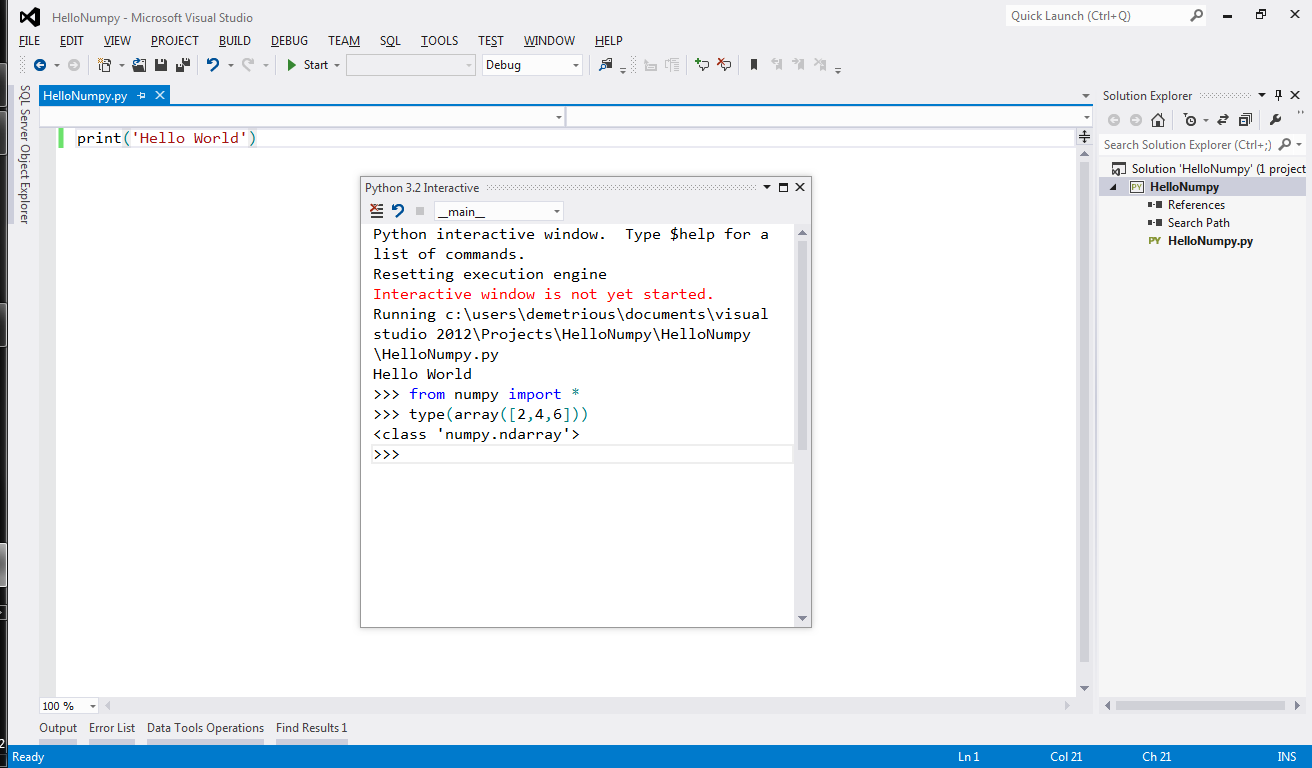 HelloNumpy - Microsoft Visual Studio
Quick Launch (Ctrl+Q)
FILE EDIT VIEW PROJECT BUILD DEBUG TEAM SQL TOOLS TEST WINDOW HELP
Start Debug
SQL Server Object Explorer
HelloNumpy.py
print('Hello World')
Python 3.2 Interactive
__main__
Python interactive window.  Type $help for a
list of commands.
Resetting execution engine
Interactive window is not yet started.
Running c:\users\demetrious\documents\visual
studio 2012\Projects\HelloNumpy\HelloNumpy
\HelloNumpy.py
Hello World
>>> from numpy import *
>>> type(array([2,4,6]))
<class 'numpy.ndarray'>
>>>
Solution Explorer
Search Solution Explorer (Ctrl+;)
Solution 'HelloNumpy' (1 project
PY HelloNumpy
References
Search Path
PY HelloNumpy.py
100 %
Output Error List Data Tools Operations Find Results 1
2
Ready Ln 1 Col 21 Ch 21 INS